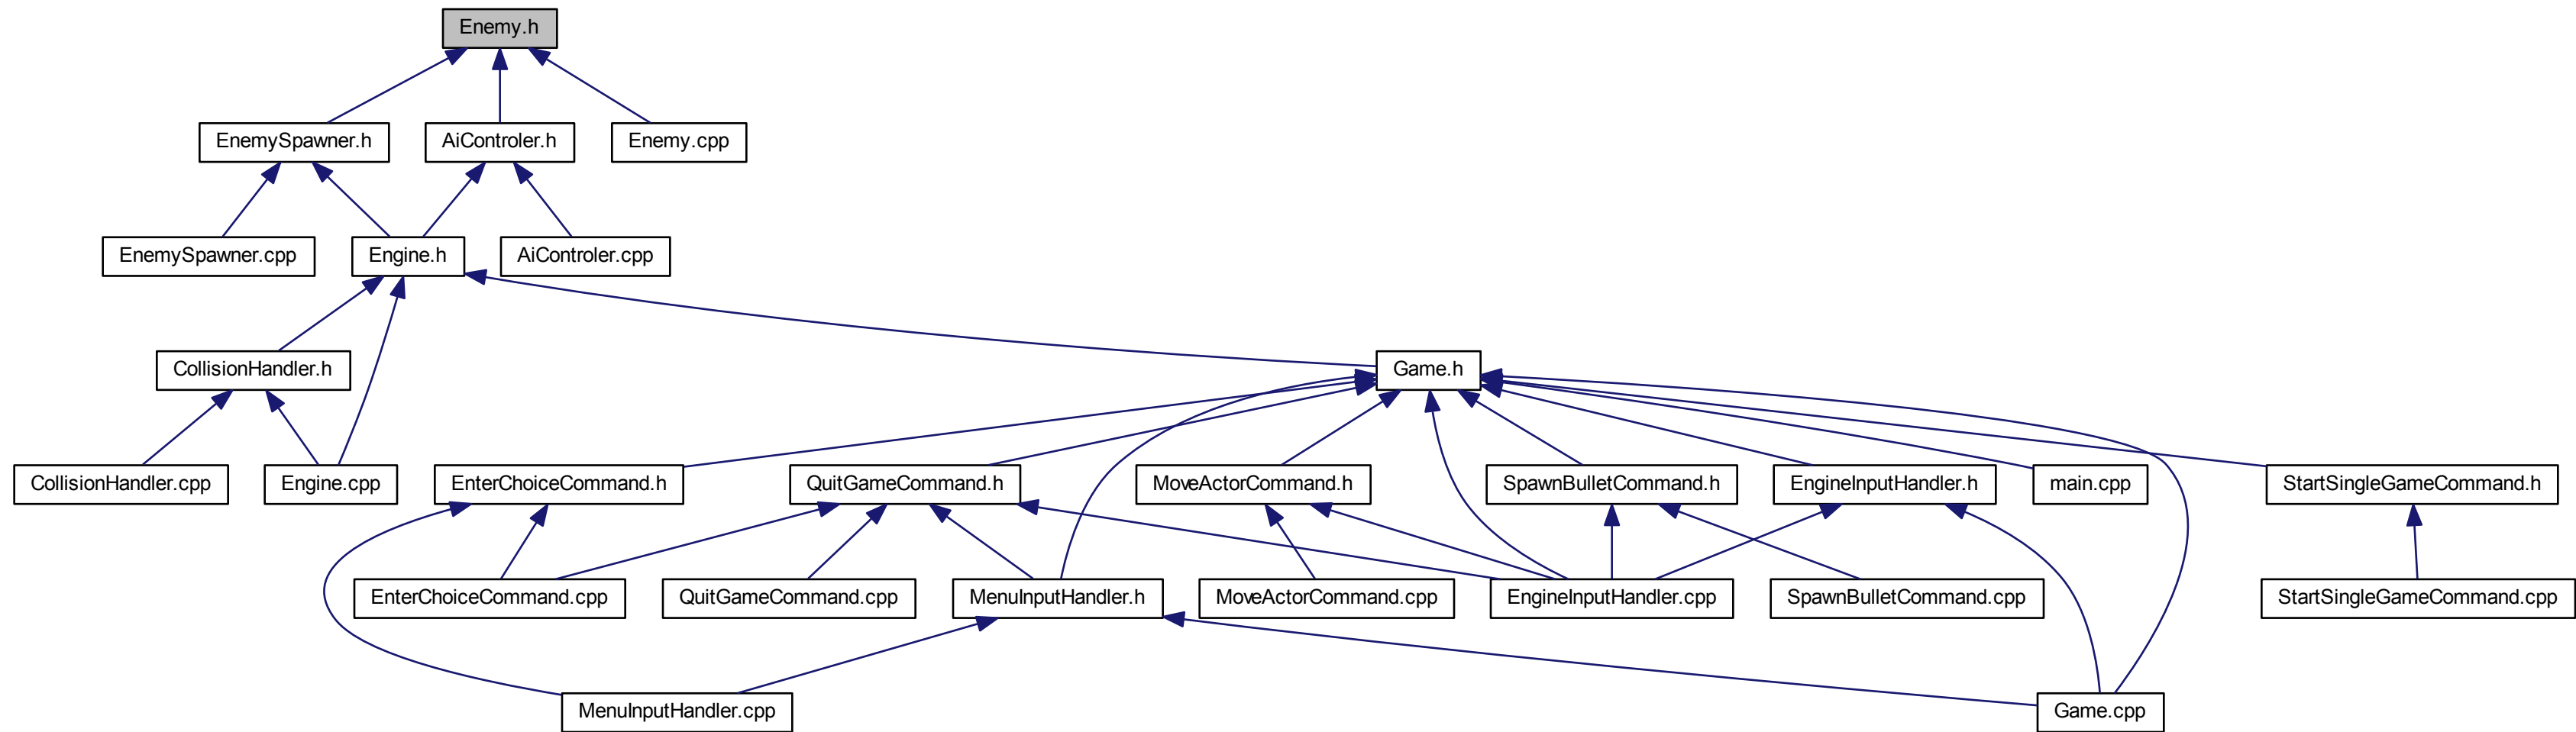 Enemy.h
EnemySpawner.h
AiControler.h
Enemy.cpp
EnemySpawner.cpp
Engine.h
AiControler.cpp
CollisionHandler.h
Game.h
CollisionHandler.cpp
Engine.cpp
EnterChoiceCommand.h
QuitGameCommand.h
MoveActorCommand.h
SpawnBulletCommand.h
EngineInputHandler.h
main.cpp
StartSingleGameCommand.h
EnterChoiceCommand.cpp
QuitGameCommand.cpp
MenuInputHandler.h
MoveActorCommand.cpp
EngineInputHandler.cpp
SpawnBulletCommand.cpp
StartSingleGameCommand.cpp
MenuInputHandler.cpp
Game.cpp